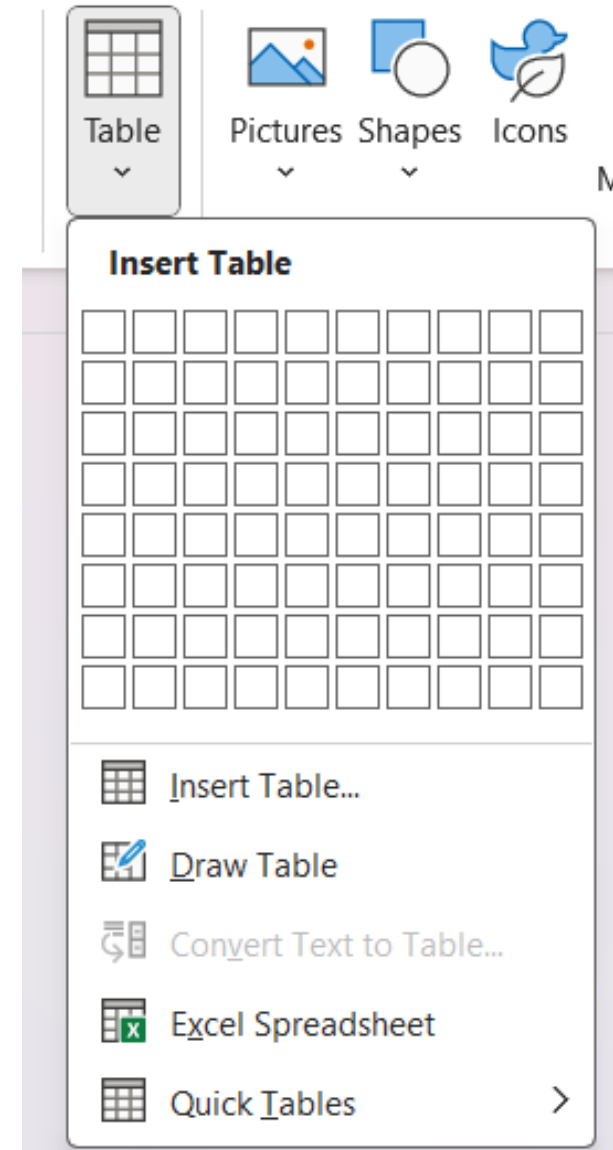 Table
Pictures
Shapes
Icons
Insert Table
Insert Table...
Draw Table
Convert Text to Table...
Excel Spreadsheet
Quick Tables